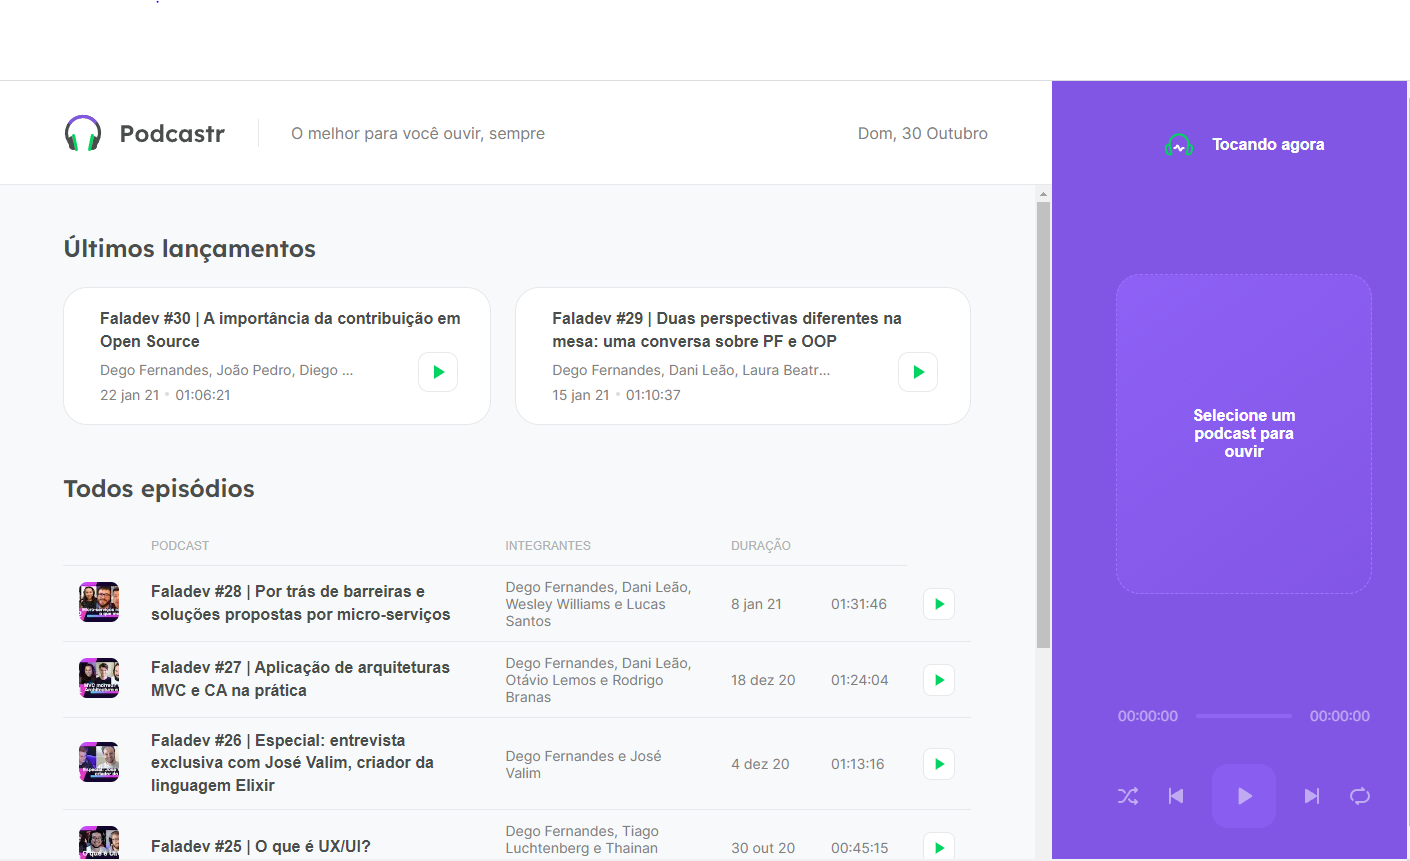 Podcastr
O melhor para você ouvir, sempre
Dom, 30 Outubro
Tocando agora
Últimos lançamentos
Faladev #30 | A importância da contribuição em
Open Source
Dego Fernandes, João Pedro, Diego ...
22 jan 21 • 01:06:21
Faladev #29 | Duas perspectivas diferentes na
mesa: uma conversa sobre PF e OOP
Dego Fernandes, Dani Leão, Laura Beatr...
15 jan 21 • 01:10:37
Selecione um
podcast para
ouvir
Todos episódios
PODCAST INTEGRANTES DURAÇÃO
Faladev #28 | Por trás de barreiras e
soluções propostas por micro-serviços
Dego Fernandes, Dani Leão,
Wesley Williams e Lucas
Santos
8 jan 21 01:31:46
Faladev #27 | Aplicação de arquiteturas
MVC e CA na prática
Dego Fernandes, Dani Leão,
Otávio Lemos e Rodrigo
Branas
18 dez 20 01:24:04
Faladev #26 | Especial: entrevista
exclusiva com José Valim, criador da
linguagem Elixir
Dego Fernandes e José
Valim
4 dez 20 01:13:16
Faladev #25 | O que é UX/UI?
Dego Fernandes, Tiago
Luchtenberg e Thainan
30 out 20 00:45:15
00:00:00 00:00:00